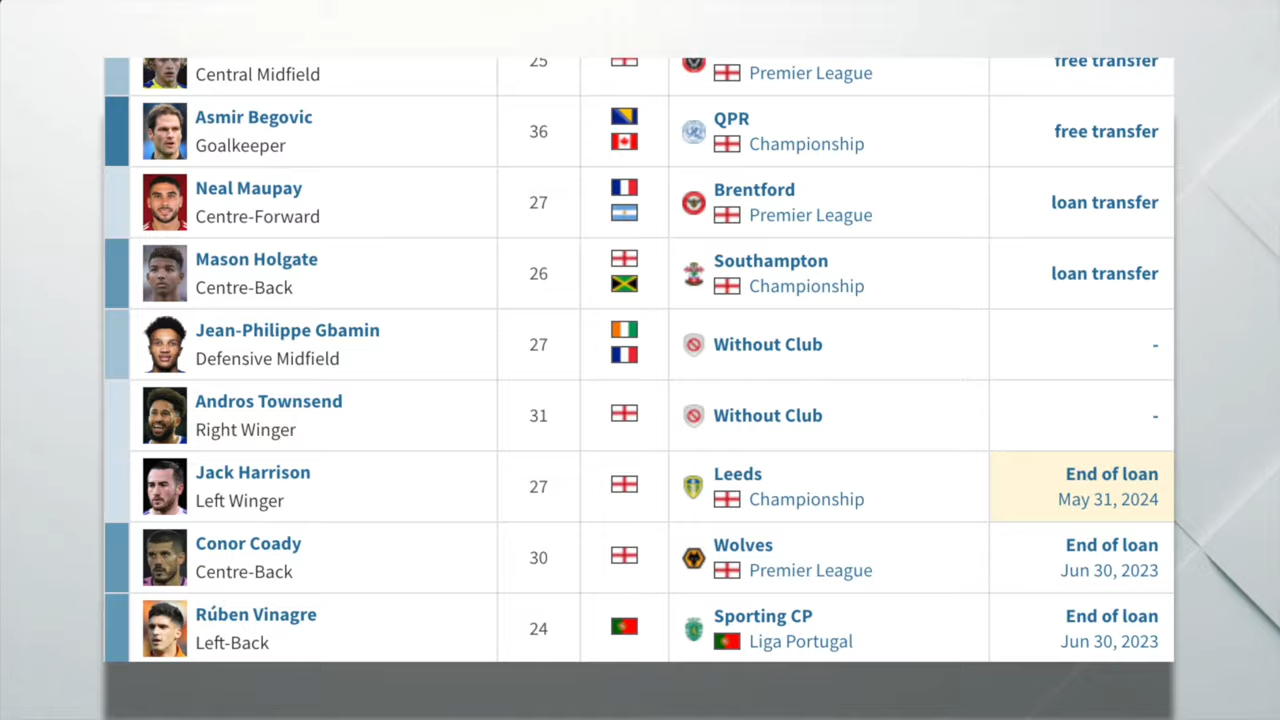 25
free transfer
Central Midfield
Premier League
Asmir Begovic
Goalkeeper
36
QPR
Championship
free transfer
Neal Maupay
Centre-Forward
27
Brentford
Premier League
loan transfer
Mason Holgate
Centre-Back
26
Southampton
Championship
loan transfer
Jean-Philippe Gbamin
Defensive Midfield
27
Without Club
-
Andros Townsend
Right Winger
31
Without Club
-
Jack Harrison
Left Winger
27
Leeds
Championship
End of loan
May 31, 2024
Conor Coady
Centre-Back
30
Wolves
Premier League
End of loan
Jun 30, 2023
Rúben Vinagre
Left-Back
24
Sporting CP
Liga Portugal
End of loan
Jun 30, 2023